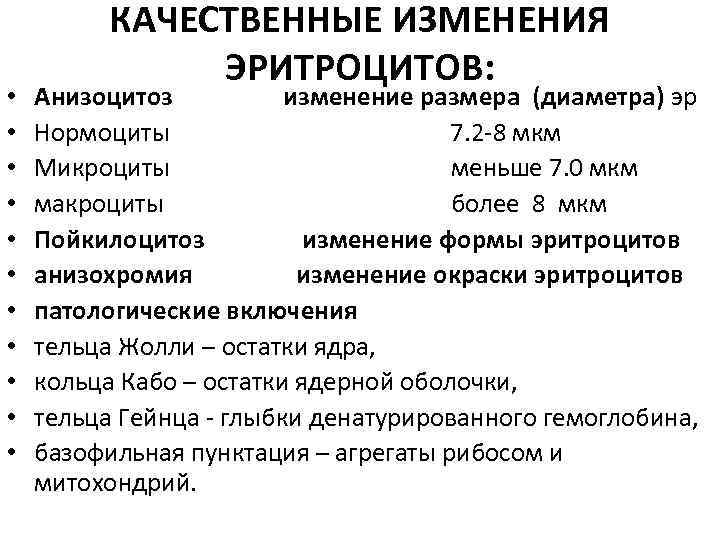 КАЧЕСТВЕННЫЕ ИЗМЕНЕНИЯ
ЭРИТРОЦИТОВ:
• Анизоцитоз изменение размера (диаметра) эр
• Нормоциты 7.2-8 мкм
• Микроциты меньше 7.0 мкм
• макроциты более 8 мкм
• Пойкилоцитоз изменение формы эритроцитов
• анизохромия изменение окраски эритроцитов
• патологические включения
• тельца Жолли – остатки ядра,
• кольца Кабо – остатки ядерной оболочки,
• тельца Гейнца - глыбки денатурированного гемоглобина,
• базофильная пунктация – агрегаты рибосом и
митохондрий.